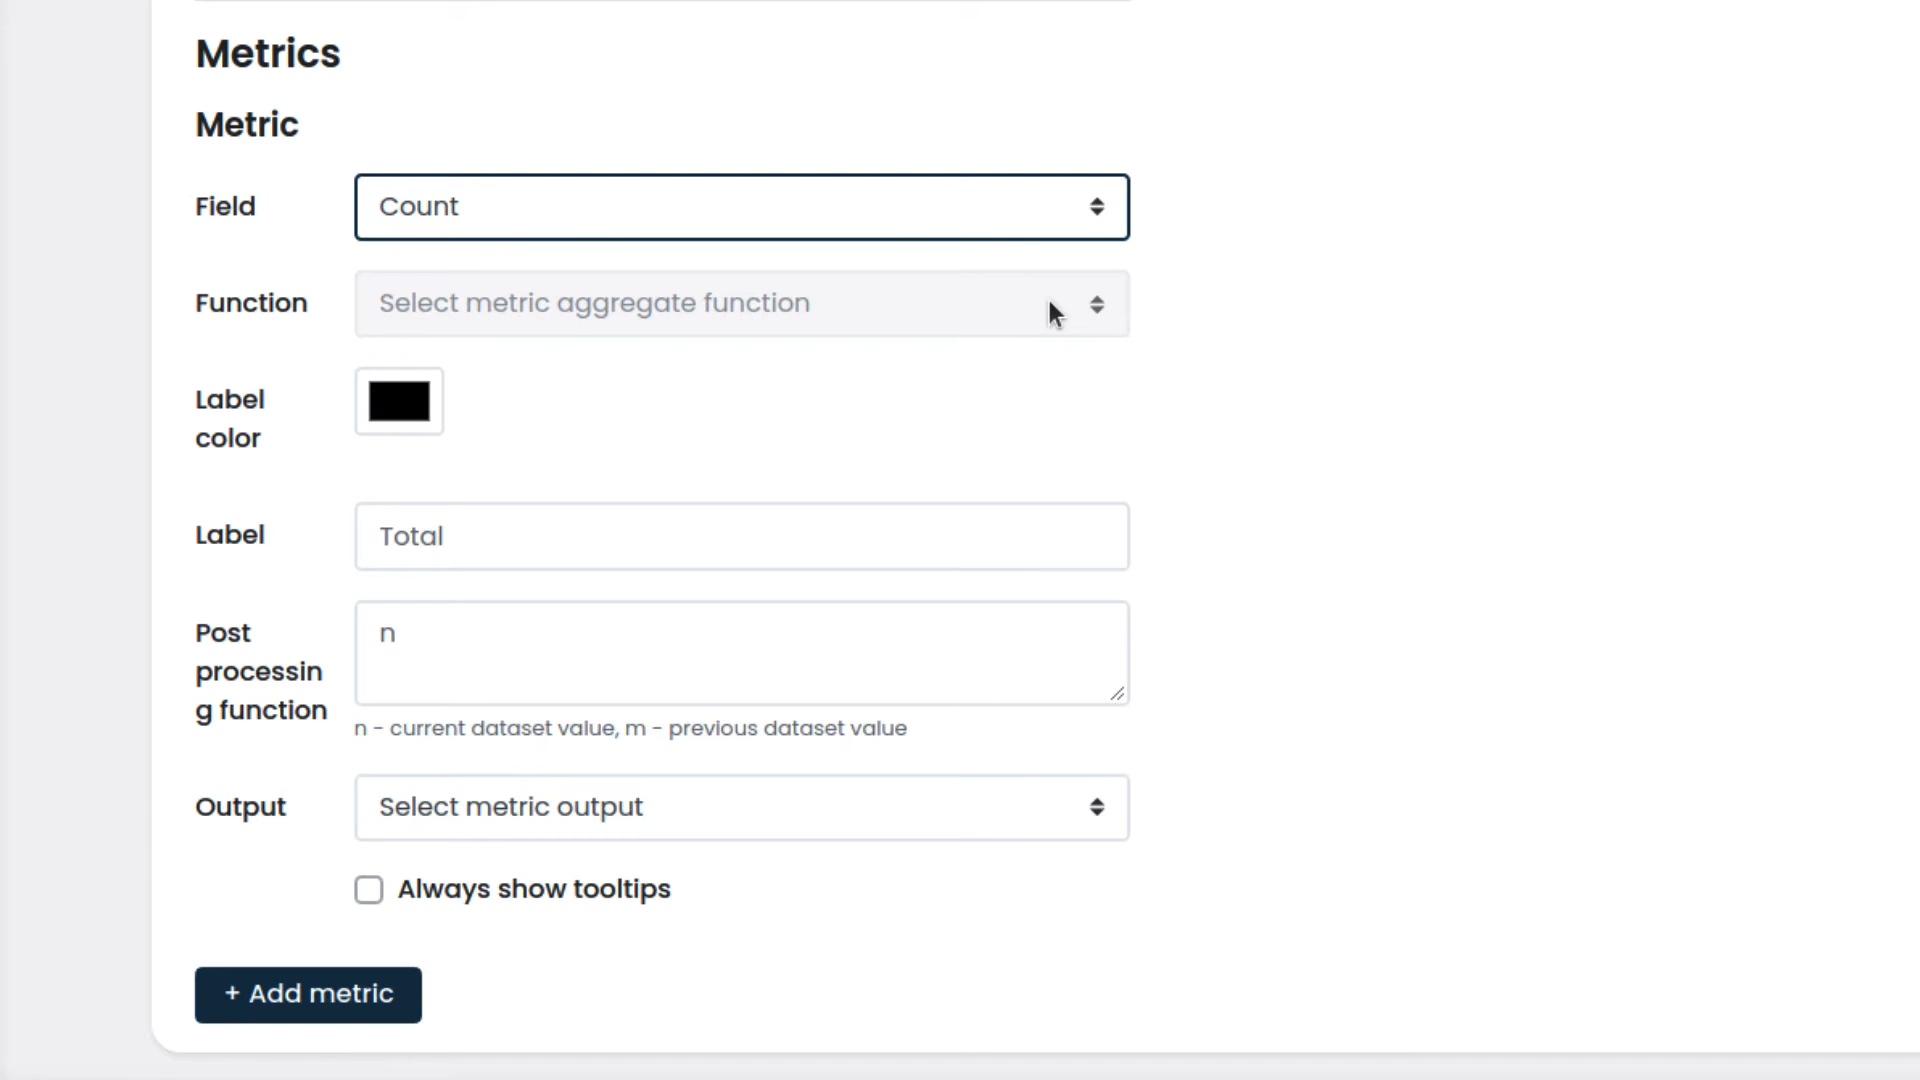 Metrics
Metric
Field
Count
Function
Select metric aggregate function
Label
color
Label
Total
Post
processin
g function
n
n - current dataset value, m - previous dataset value
Output
Select metric output
Always show tooltips
+ Add metric